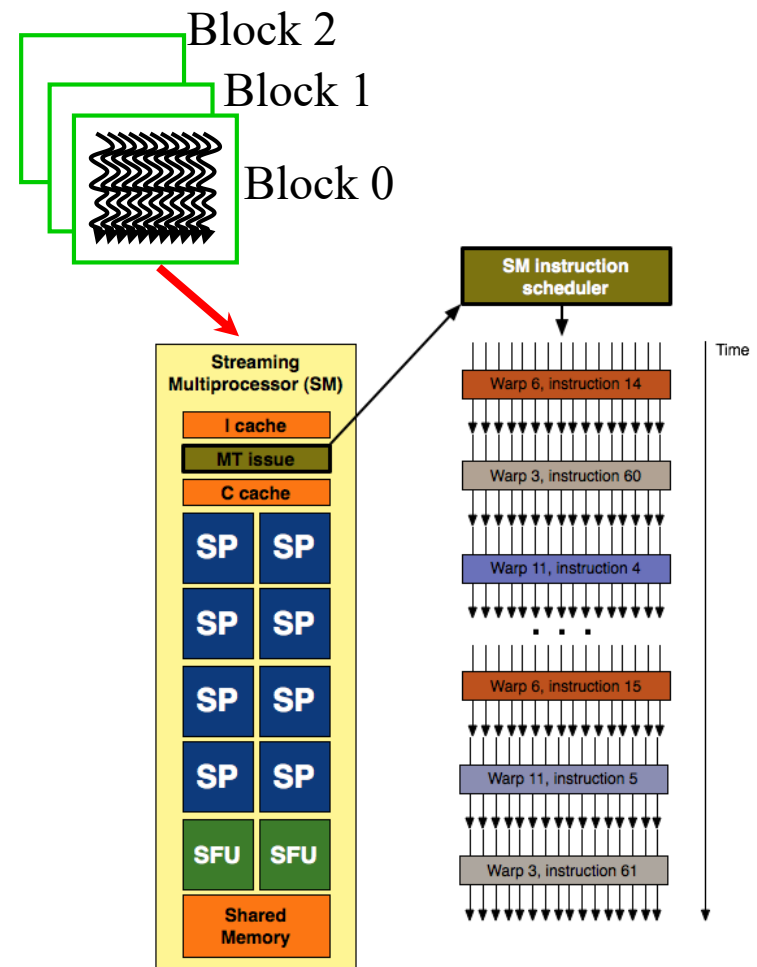 Block 2
Block 1
Block 0
SM instruction
scheduler
Time
Streaming
Multiprocessor (SM)
I cache
MT issue
C cache
SP SP
SP SP
SP SP
SP SP
SFU SFU
Shared
Memory
Warp 6, instruction 14
Warp 3, instruction 60
Warp 11, instruction 4
. . .
Warp 6, instruction 15
Warp 11, instruction 5
Warp 3, instruction 61